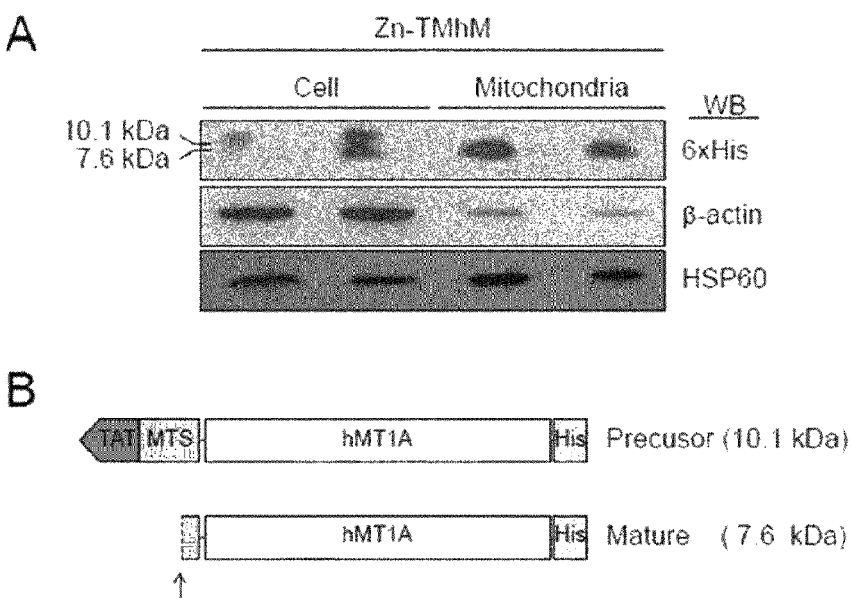 A
Zn-TMhM
Cell Mitochondria WB
10.1 kDa
7.6 kDa
6xHis
β-actin
HSP60
B
TAT MTS hMT1A His Precusor (10.1 kDa)
hMT1A His Mature ( 7.6 kDa)